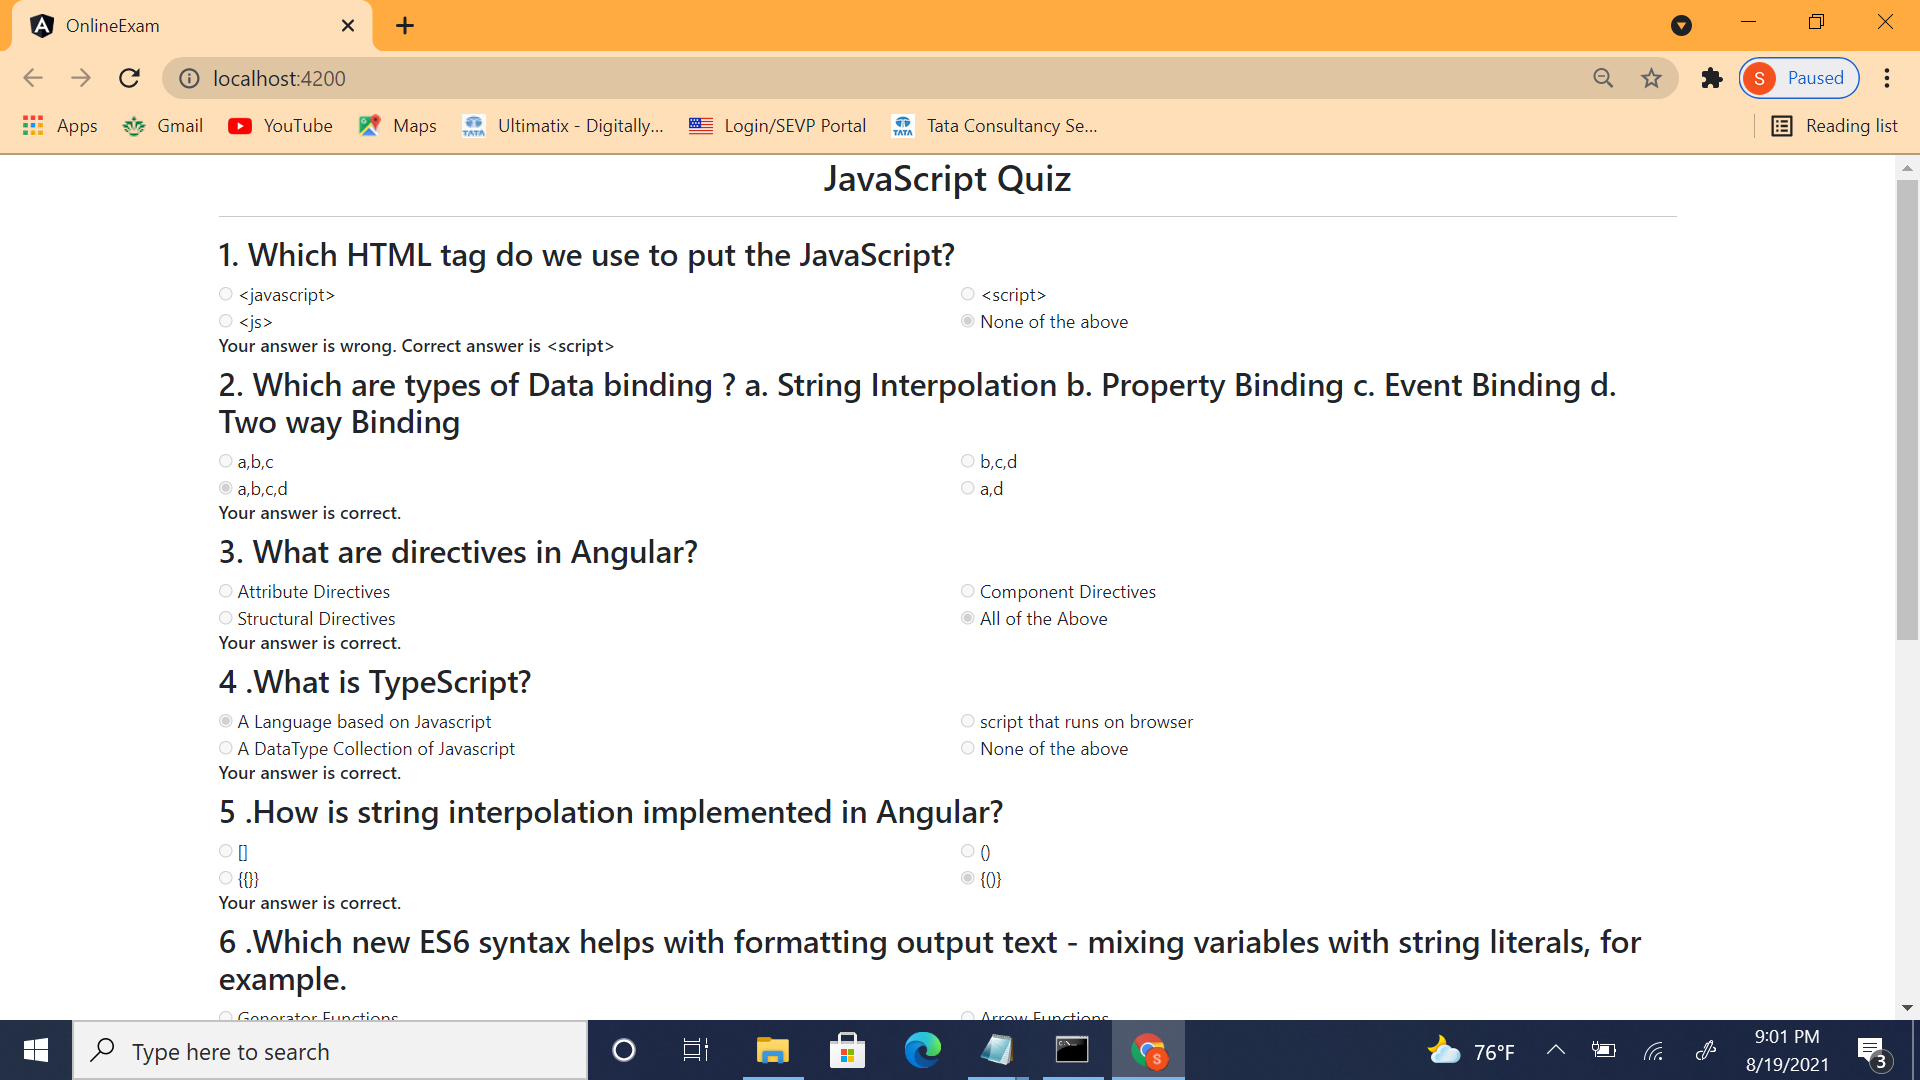 OnlineExam
localhost:4200
S Paused
Apps Gmail YouTube Maps TATA Ultimatix - Digitally... Login/SEVP Portal TATA Tata Consultancy Se... Reading list
JavaScript Quiz
1. Which HTML tag do we use to put the JavaScript?
<javascript> <script>
<js> None of the above
Your answer is wrong. Correct answer is <script>
2. Which are types of Data binding ? a. String Interpolation b. Property Binding c. Event Binding d.
Two way Binding
a,b,c b,c,d
a,b,c,d a,d
Your answer is correct.
3. What are directives in Angular?
Attribute Directives Component Directives
Structural Directives All of the Above
Your answer is correct.
4 .What is TypeScript?
A Language based on Javascript script that runs on browser
A DataType Collection of Javascript None of the above
Your answer is correct.
5 .How is string interpolation implemented in Angular?
[] ()
{{}} {()}
Your answer is correct.
6 .Which new ES6 syntax helps with formatting output text - mixing variables with string literals, for
example.
Generator Functions Arrow Functions
Type here to search
S
76°F
9:01 PM
8/19/2021
3